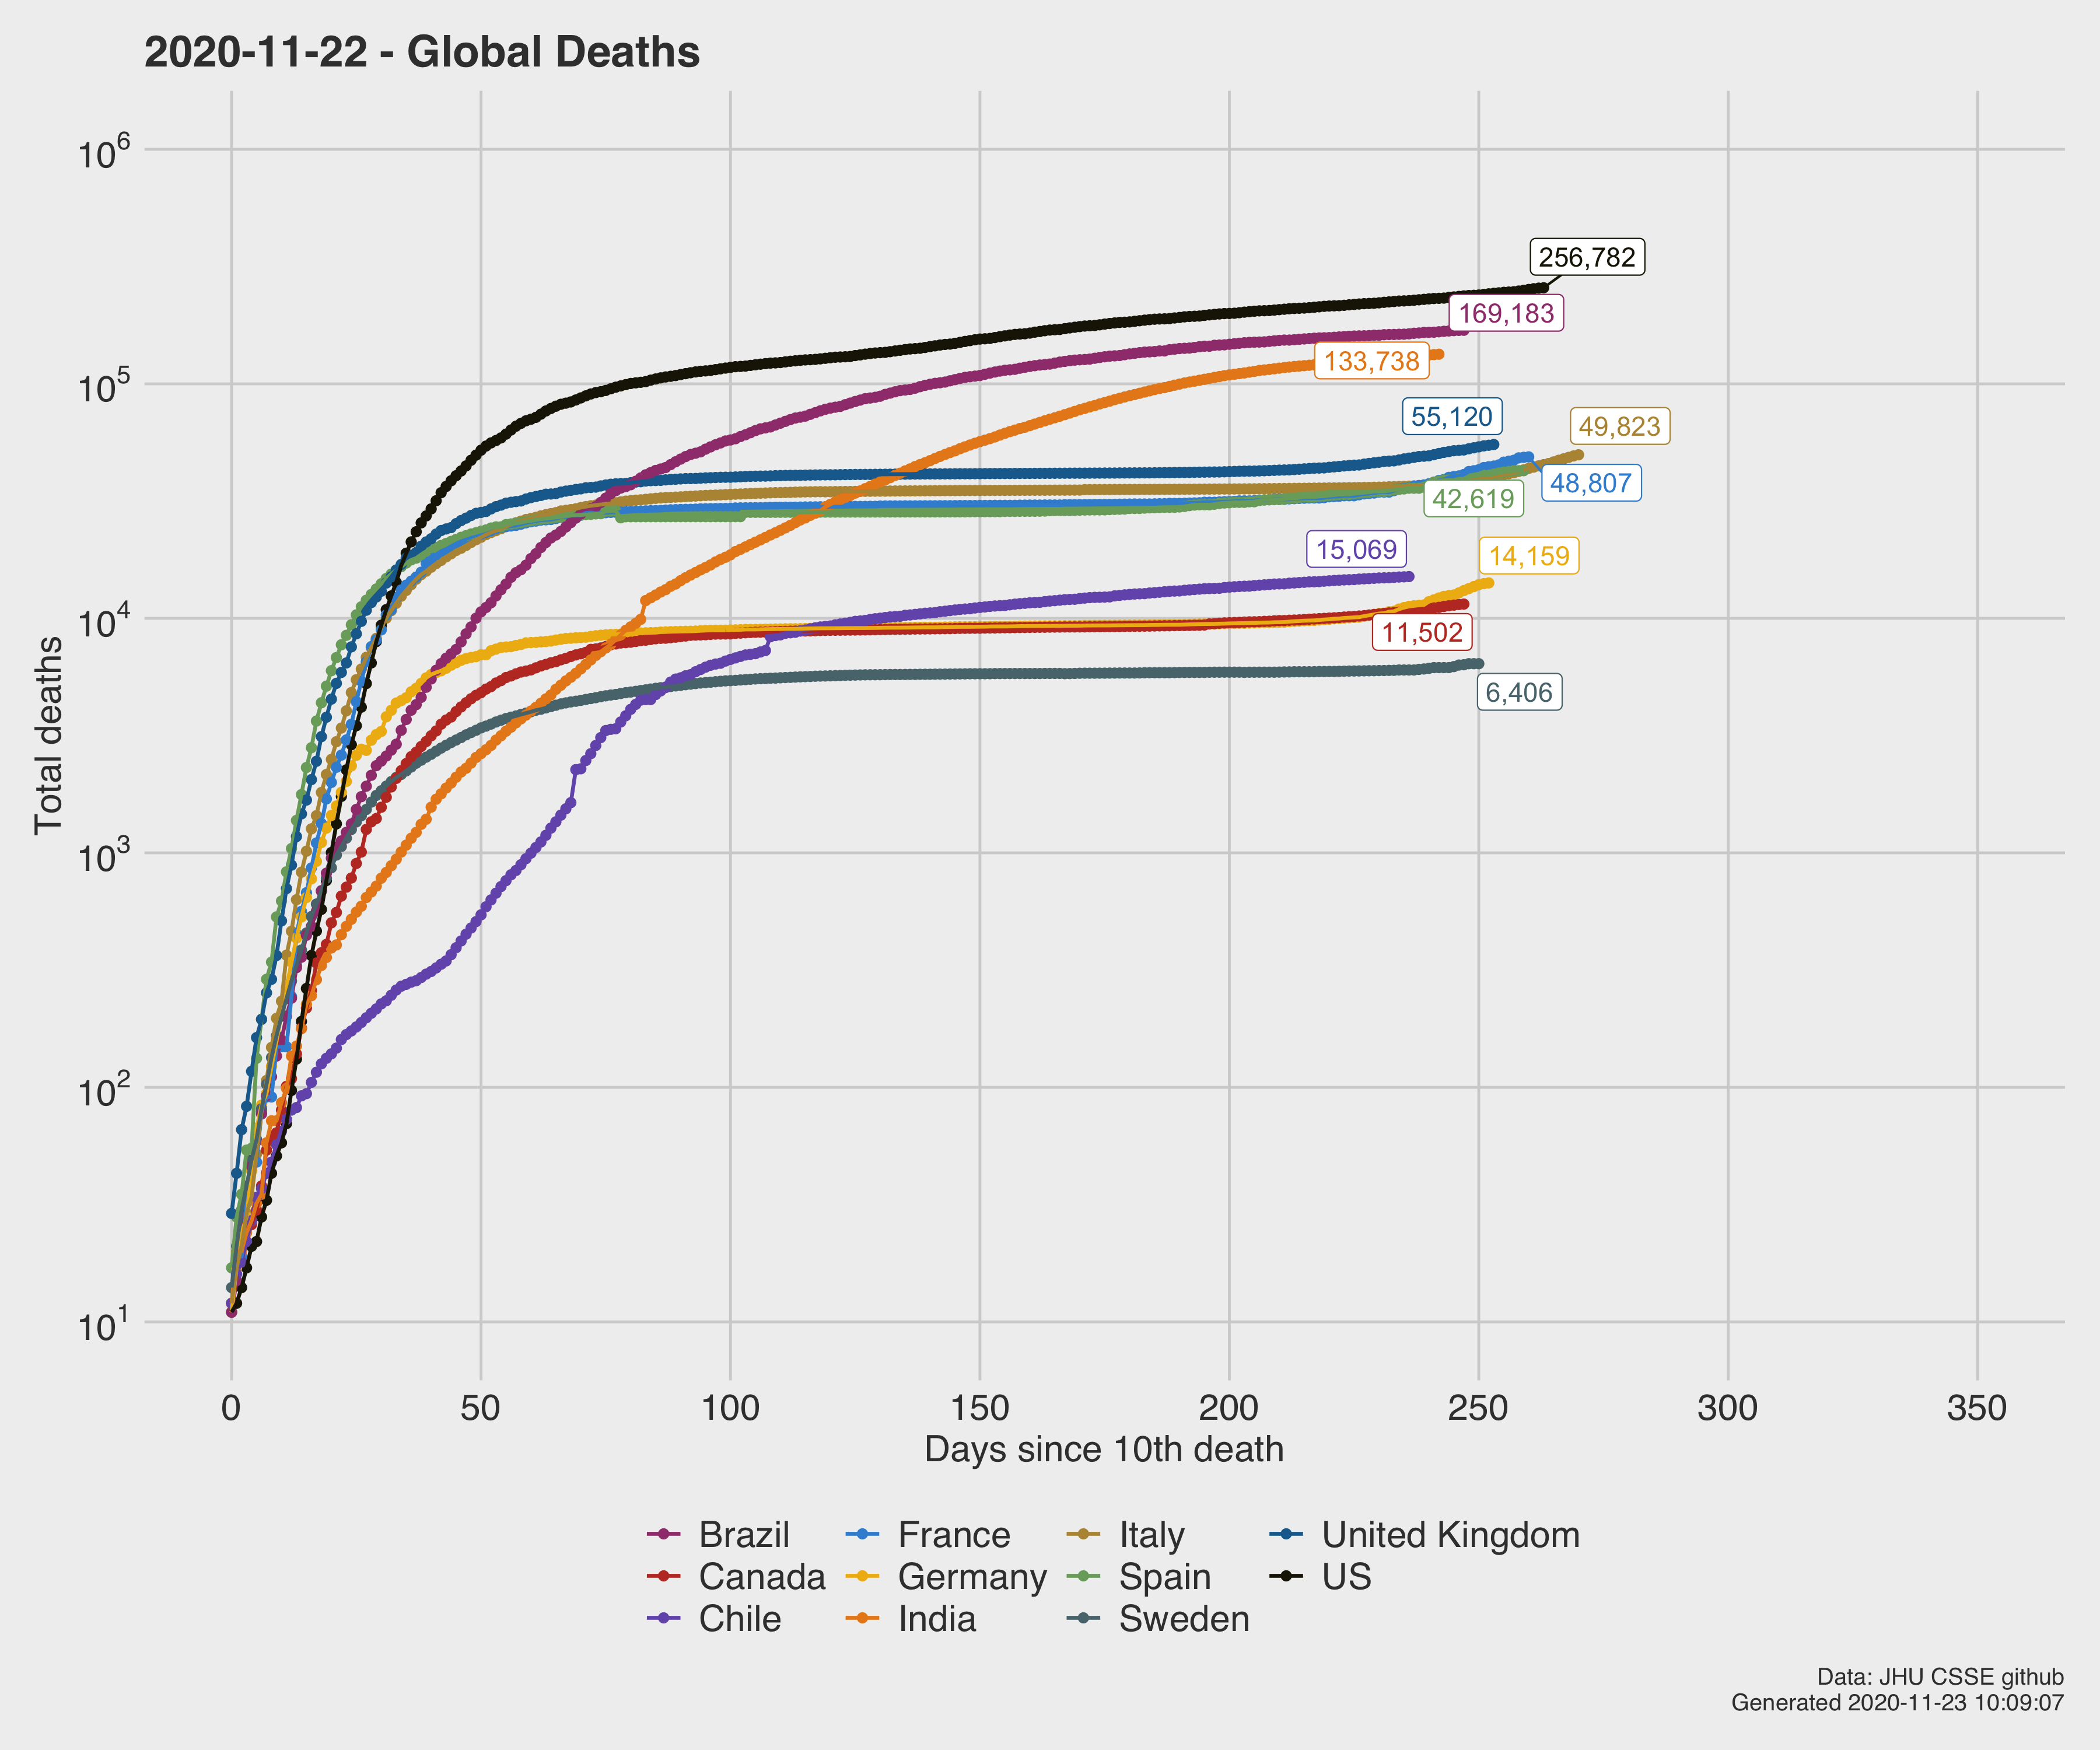 2020-11-22 - Global Deaths
10^6
10^5
10^4
10^3
10^2
10^1
Total deaths
256,782
169,183
133,738
55,120
49,823
48,807
42,619
15,069
14,159
11,502
6,406
0 50 100 150 200 250 300 350
Days since 10th death
Brazil France Italy United Kingdom
Canada Germany Spain US
Chile India Sweden
Data: JHU CSSE github
Generated 2020-11-23 10:09:07